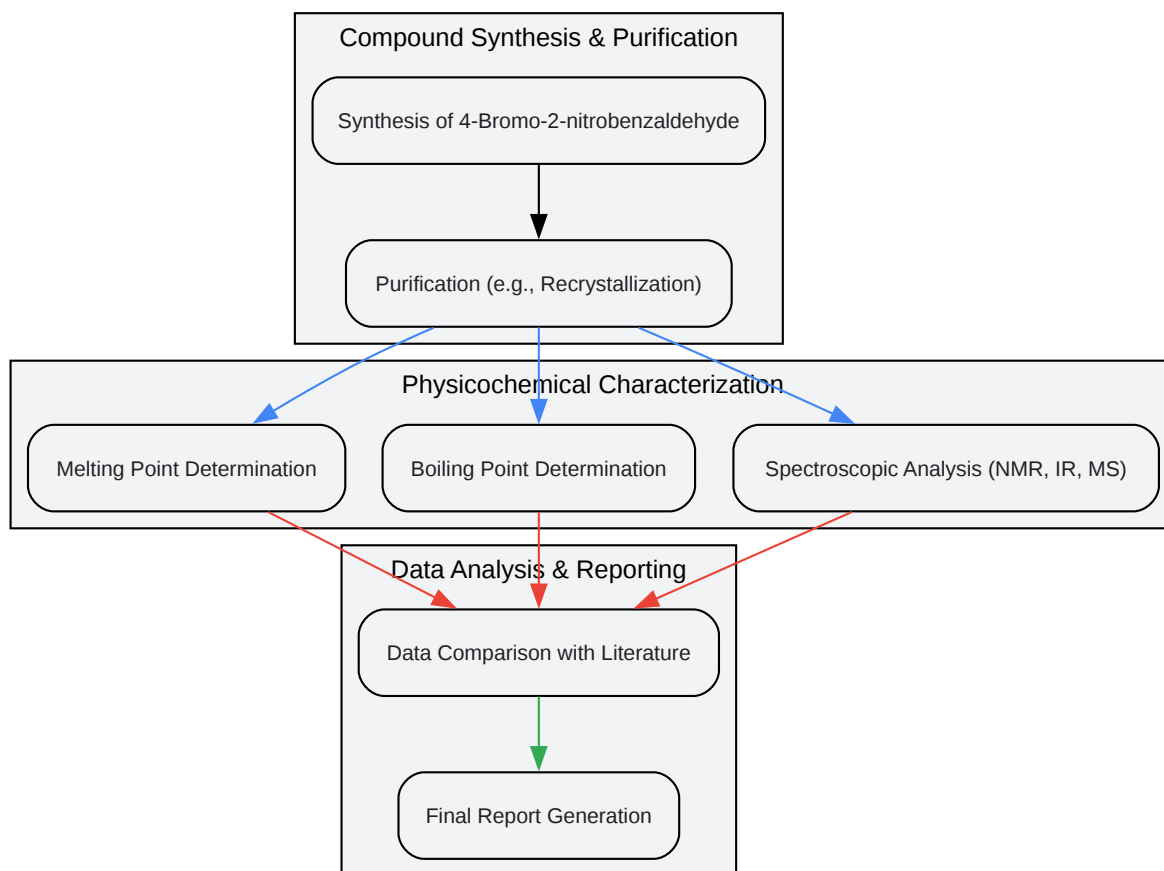 Compound Synthesis & Purification
Synthesis of 4-Bromo-2-nitrobenzaldehyde
Purification (e.g., Recrystallization)
Physicochemical Characterization
Melting Point Determination
Boiling Point Determination
Spectroscopic Analysis (NMR, IR, MS)
Data Analysis & Reporting
Data Comparison with Literature
Final Report Generation